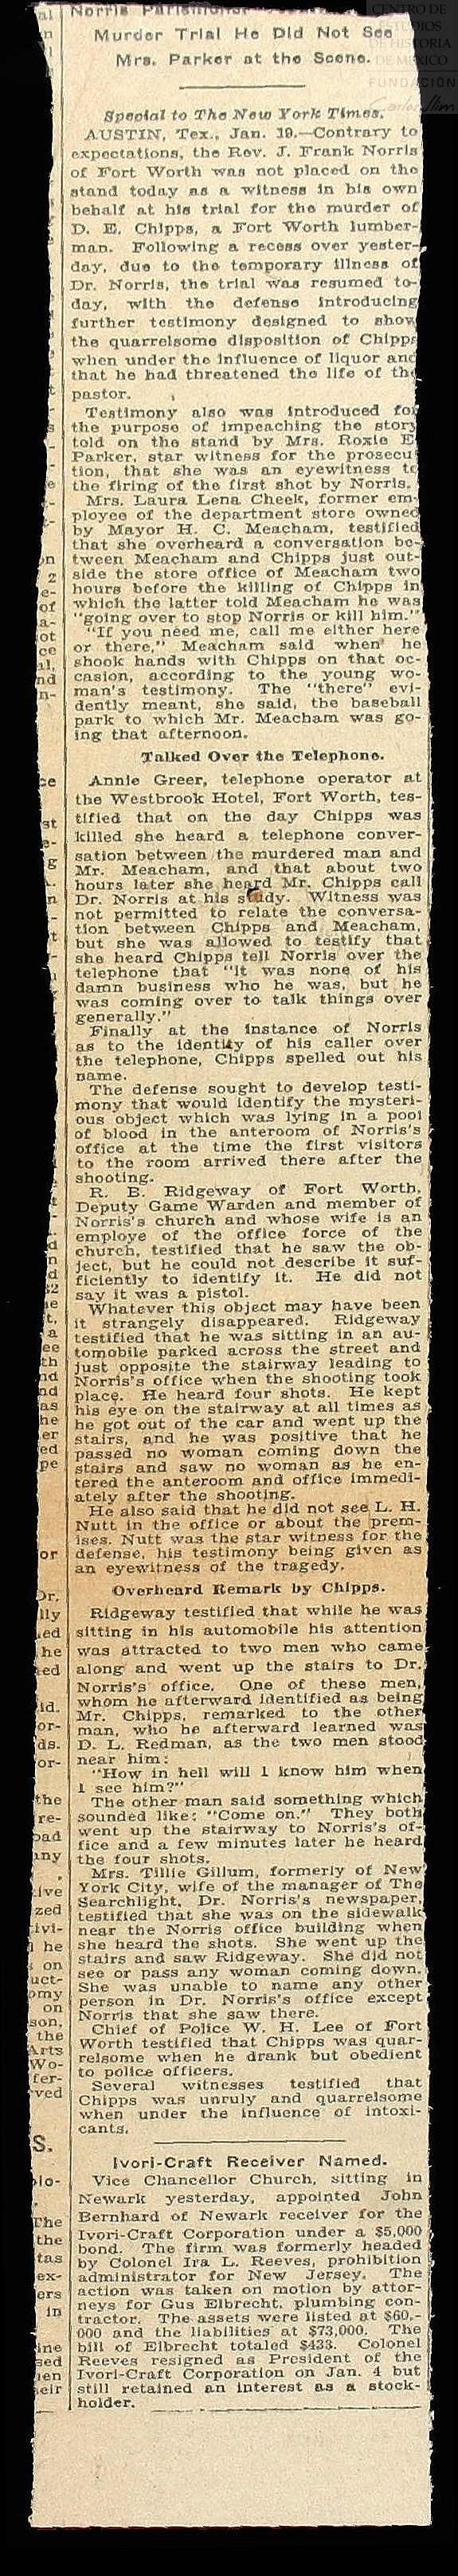 Norris Parishioner
Murder Trial He Did Not See
Mrs. Parker at the Scene.
CENTRO DE
ESTUDIOS
DE HISTORIA
DE MÉXICO
FUNDACIÓN
Carlos Slim
Special to The New York Times.
AUSTIN, Tex., Jan. 19.—Contrary to
expectations, the Rev. J. Frank Norris
of Fort Worth was not placed on the
stand today as a witness in his own
behalf at his trial for the murder of
D. E. Chipps, a Fort Worth lumber-
man. Following a recess over yester-
day, due to the temporary illness of
Dr. Norris, the trial was resumed to-
day, with the defense introducing
further testimony designed to show
the quarrelsome disposition of Chipps
when under the influence of liquor and
that he had threatened the life of the
pastor.
Testimony also was introduced for
the purpose of impeaching the story
told on the stand by Mrs. Roxie E
Parker, star witness for the prosecu
tion, that she was an eyewitness to
the firing of the first shot by Norris.
Mrs. Laura Lena Cheek, former em-
ployee of the department store owned
by Mayor H. C. Meacham, testified
that she overheard a conversation be-
tween Meacham and Chipps just out-
side the store office of Meacham two
hours before the killing of Chipps in
which the latter told Meacham he was
"going over to stop Norris or kill him."
"If you need me, call me either here
or there," Meacham said when he
shook hands with Chipps on that oc-
casion, according to the young wo-
man's testimony. The "there" evi-
dently meant, she said, the baseball
park to which Mr. Meacham was go-
ing that afternoon.
Talked Over the Telephone.
Annie Greer, telephone operator at
the Westbrook Hotel, Fort Worth, tes-
tified that on the day Chipps was
killed she heard a telephone conver-
sation between the murdered man and
Mr. Meacham, and that about two
hours later she heard Mr. Chipps call
Dr. Norris at his study. Witness was
not permitted to relate the conversa-
tion between Chipps and Meacham,
but she was allowed to testify that
she heard Chipps tell Norris over the
telephone that "it was none of his
damn business who he was, but he
was coming over to talk things over
generally."
Finally at the instance of Norris
as to the identity of his caller over
the telephone, Chipps spelled out his
name.
The defense sought to develop testi-
mony that would identify the mysteri-
ous object which was lying in a pool
of blood in the anteroom of Norris's
office at the time the first visitors
to the room arrived there after the
shooting.
R. B. Ridgeway of Fort Worth,
Deputy Game Warden and member of
Norris's church and whose wife is an
employe of the office force of the
church, testified that he saw the ob-
ject, but he could not describe it suf-
ficiently to identify it. He did not
say it was a pistol.
Whatever this object may have been
it strangely disappeared. Ridgeway
testified that he was sitting in an au-
tomobile parked across the street and
just opposite the stairway leading to
Norris's office when the shooting took
place. He heard four shots. He kept
his eye on the stairway at all times as
he got out of the car and went up the
stairs, and he was positive that he
passed no woman coming down the
stairs and saw no woman as he en-
tered the anteroom and office immedi-
ately after the shooting.
He also said that he did not see L. H.
Nutt in the office or about the prem-
ises. Nutt was the star witness for the
defense, his testimony being given as
an eyewitness of the tragedy.
Overheard Remark by Chipps.
Ridgeway testified that while he was
sitting in his automobile his attention
was attracted to two men who came
along and went up the stairs to Dr.
Norris's office. One of these men,
whom he afterward identified as being
Mr. Chipps, remarked to the other
man, who he afterward learned was
D. L. Redman, as the two men stood
near him:
"How in hell will I know him when
I see him?"
The other man said something which
sounded like: "Come on." They both
went up the stairway to Norris's of-
fice and a few minutes later he heard
the four shots.
Mrs. Tillie Gillum, formerly of New
York City, wife of the manager of The
Searchlight, Dr. Norris's newspaper,
testified that she was on the sidewalk
near the Norris office building when
she heard the shots. She went up the
stairs and saw Ridgeway. She did not
see or pass any woman coming down.
She was unable to name any other
person in Dr. Norris's office except
Norris that she saw there.
Chief of Police W. H. Lee of Fort
Worth testified that Chipps was quar-
relsome when he drank but obedient
to police officers.
Several witnesses testified that
Chipps was unruly and quarrelsome
when under the influence of intoxi-
cants.
Ivori-Craft Receiver Named.
Vice Chancellor Church, sitting in
Newark yesterday, appointed John
Bernhard of Newark receiver for the
Ivori-Craft Corporation under a $5,000
bond. The firm was formerly headed
by Colonel Ira L. Reeves, prohibition
administrator for New Jersey. The
action was taken on motion by attor-
neys for Gus Elbrecht, plumbing con-
tractor. The assets were listed at $60,-
000 and the liabilities at $73,000. The
bill of Elbrecht totaled $433. Colonel
Reeves resigned as President of the
Ivori-Craft Corporation on Jan. 4 but
still retained an interest as a stock-
holder.